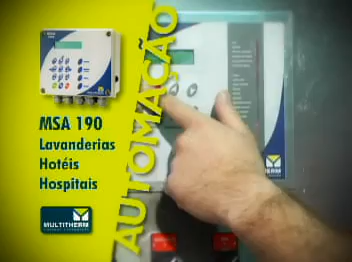 AUTOMAÇÃO
MSA 190
Lavanderias
Hotéis
Hospitais
MULTITHERM